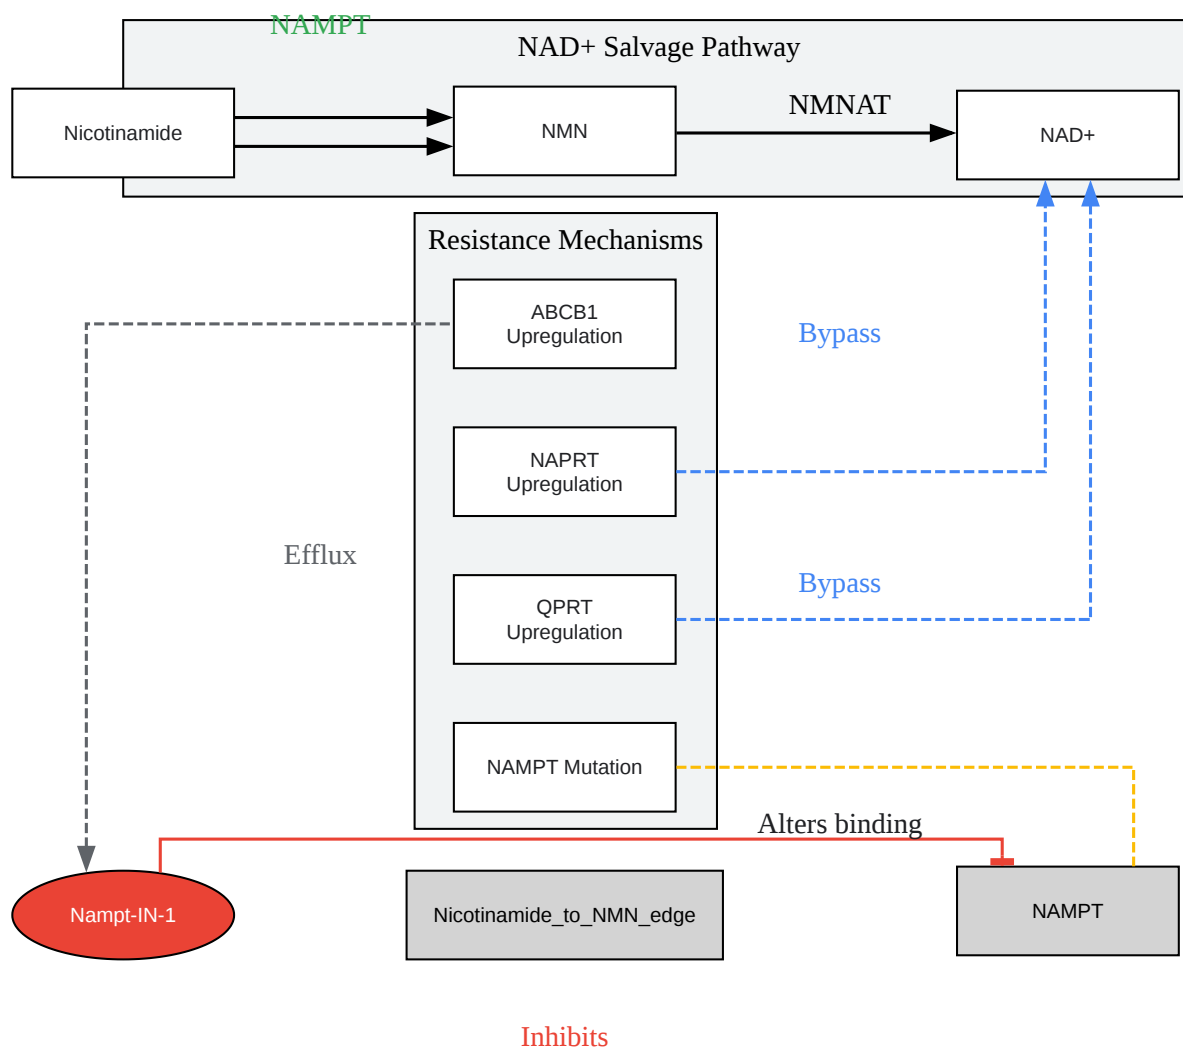 NAMPT
NAD+ Salvage Pathway
Nicotinamide
NMN
NMNAT
NAD+
Resistance Mechanisms
ABCB1
Upregulation
Bypass
NAPRT
Upregulation
Efflux
QPRT
Upregulation
Bypass
NAMPT Mutation
Alters binding
Nampt-IN-1
Nicotinamide_to_NMN_edge
NAMPT
Inhibits